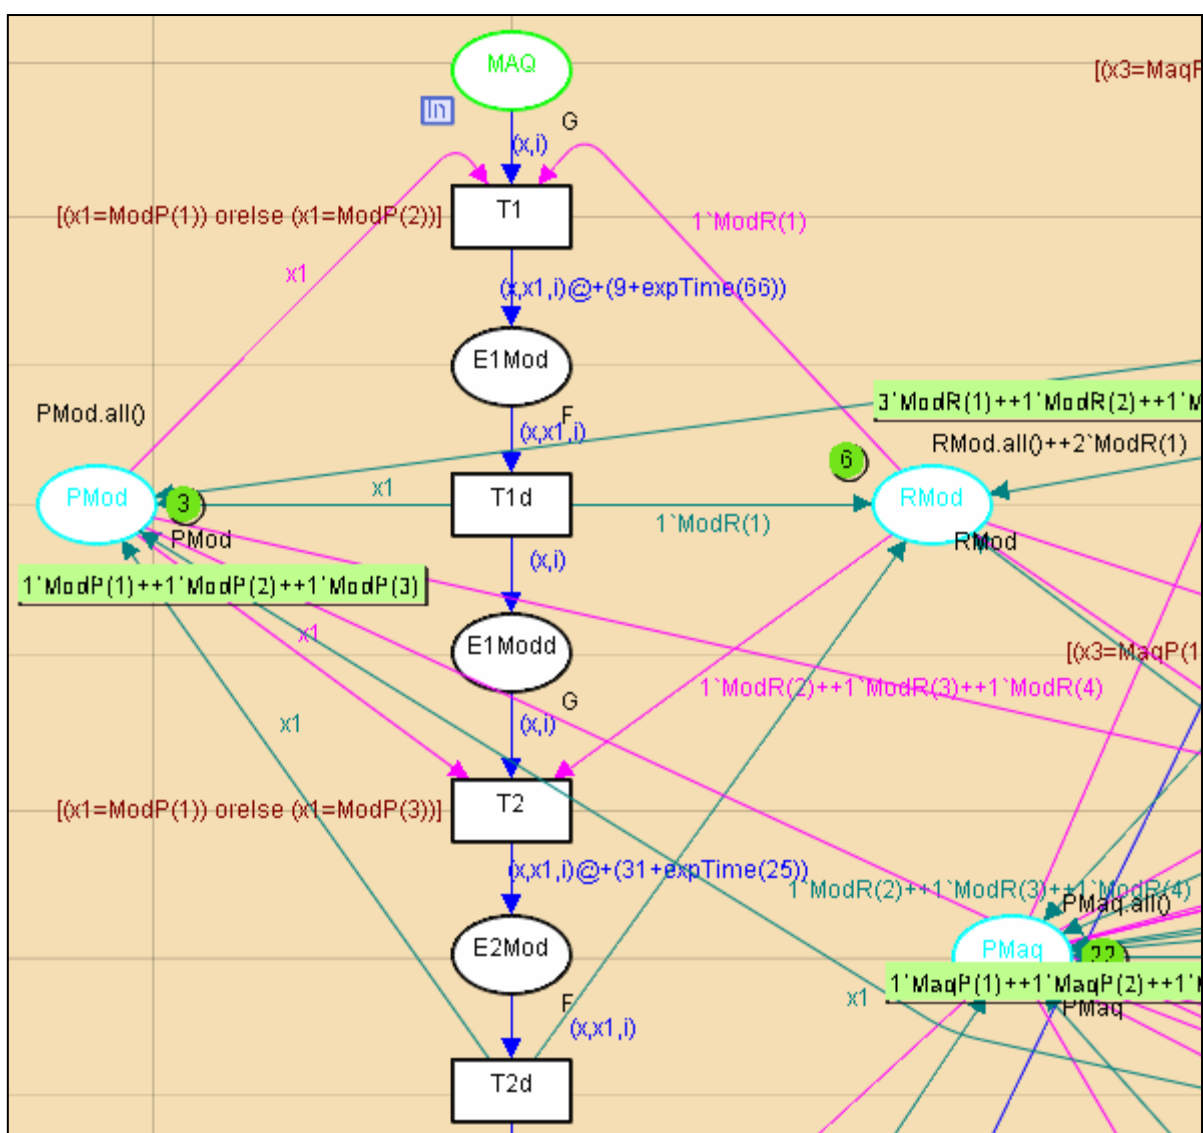 MAQ
[(x3=MaqP
In
G
(x,i)
T1
[(x1=ModP(1)) orelse (x1=ModP(2))]
1`ModR(1)
x1
(x,x1,i)@+(9+expTime(66))
E1Mod
3`ModR(1)++1`ModR(2)++1`M
PMod.all()
F
(x,x1,i)
RMod.all()++2`ModR(1)
6
PMod
3
x1
T1d
RMod
1`ModR(1)
PMod
RMod
(x,i)
1`ModP(1)++1`ModP(2)++1`ModP(3)
x1
E1Modd
[(x3=MaqP(1
1`ModR(2)++1`ModR(3)++1`ModR(4)
G
x1
(x,i)
T2
[(x1=ModP(1)) orelse (x1=ModP(3))]
(x,x1,i)@+(31+expTime(25))
1`ModR(2)++1`ModR(3)++1`ModR(4)
PMaq.all()
E2Mod
PMaq
22
1`MaqP(1)++1`MaqP(2)++1`M
x1
F
PMaq
(x,x1,i)
T2d